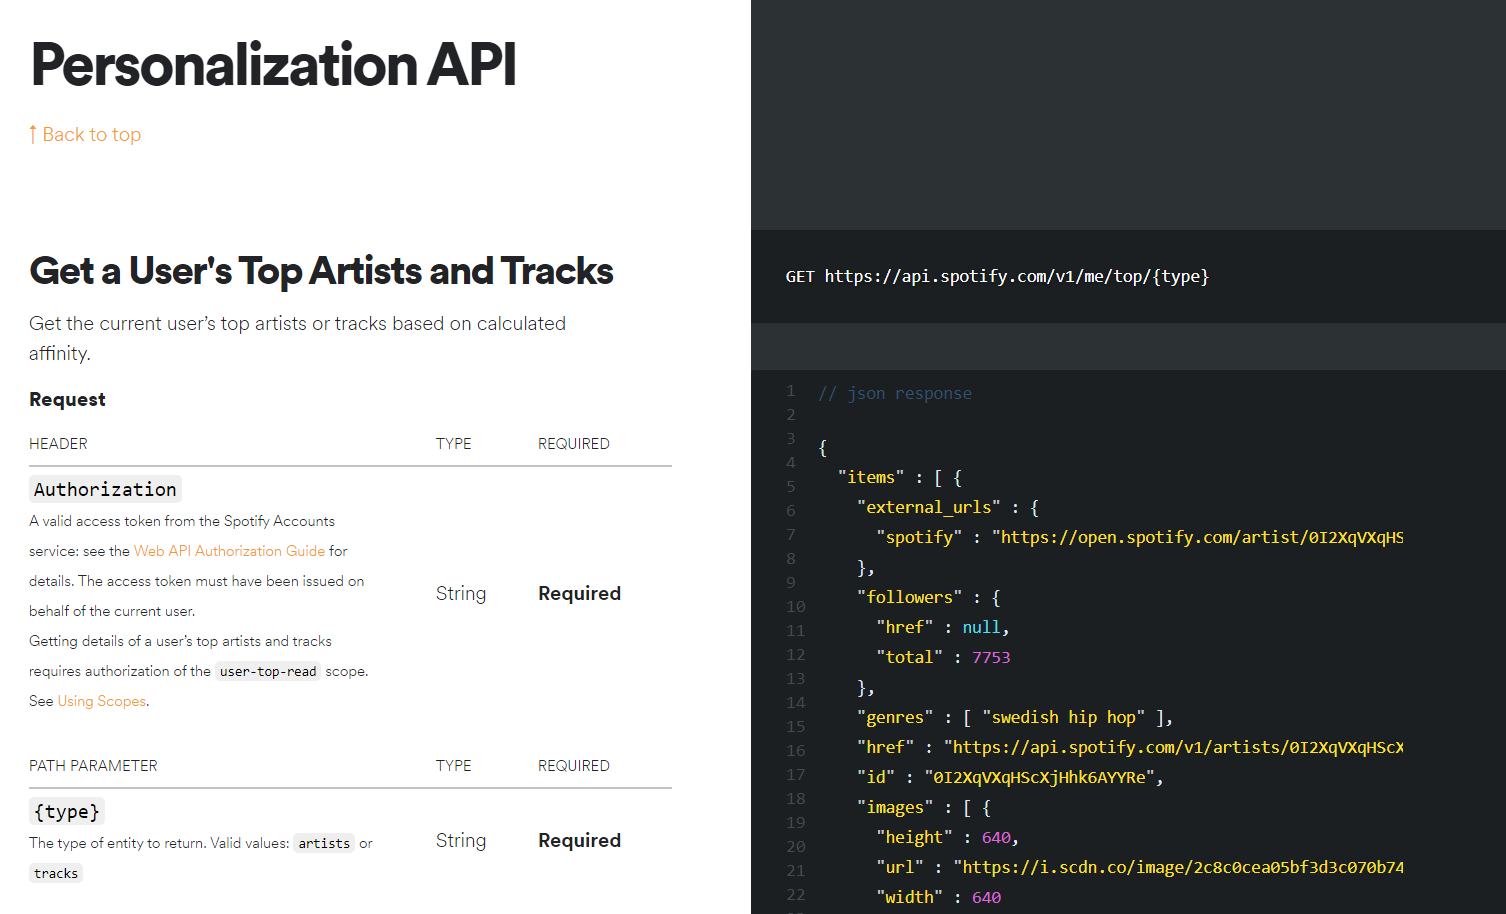 Personalization API
↑ Back to top
Get a User's Top Artists and Tracks
Get the current user’s top artists or tracks based on calculated
affinity.
Request
HEADER TYPE REQUIRED
Authorization
A valid access token from the Spotify Accounts
service: see the Web API Authorization Guide for
details. The access token must have been issued on
behalf of the current user.
Getting details of a user’s top artists and tracks
requires authorization of the user-top-read scope.
See Using Scopes.
String Required
PATH PARAMETER TYPE REQUIRED
{type}
The type of entity to return. Valid values: artists or
tracks
String Required
GET https://api.spotify.com/v1/me/top/{type}
1
2
3
4
5
6
7
8
9
10
11
12
13
14
15
16
17
18
19
20
21
22
// json response
{
"items" : [ {
"external_urls" : {
"spotify" : "https://open.spotify.com/artist/0I2XqVXqHS
},
"followers" : {
"href" : null,
"total" : 7753
},
"genres" : [ "swedish hip hop" ],
"href" : "https://api.spotify.com/v1/artists/0I2XqVXqHScX
"id" : "0I2XqVXqHScXjHhk6AYYRe",
"images" : [ {
"height" : 640,
"url" : "https://i.scdn.co/image/2c8c0cea05bf3d3c070b74
"width" : 640